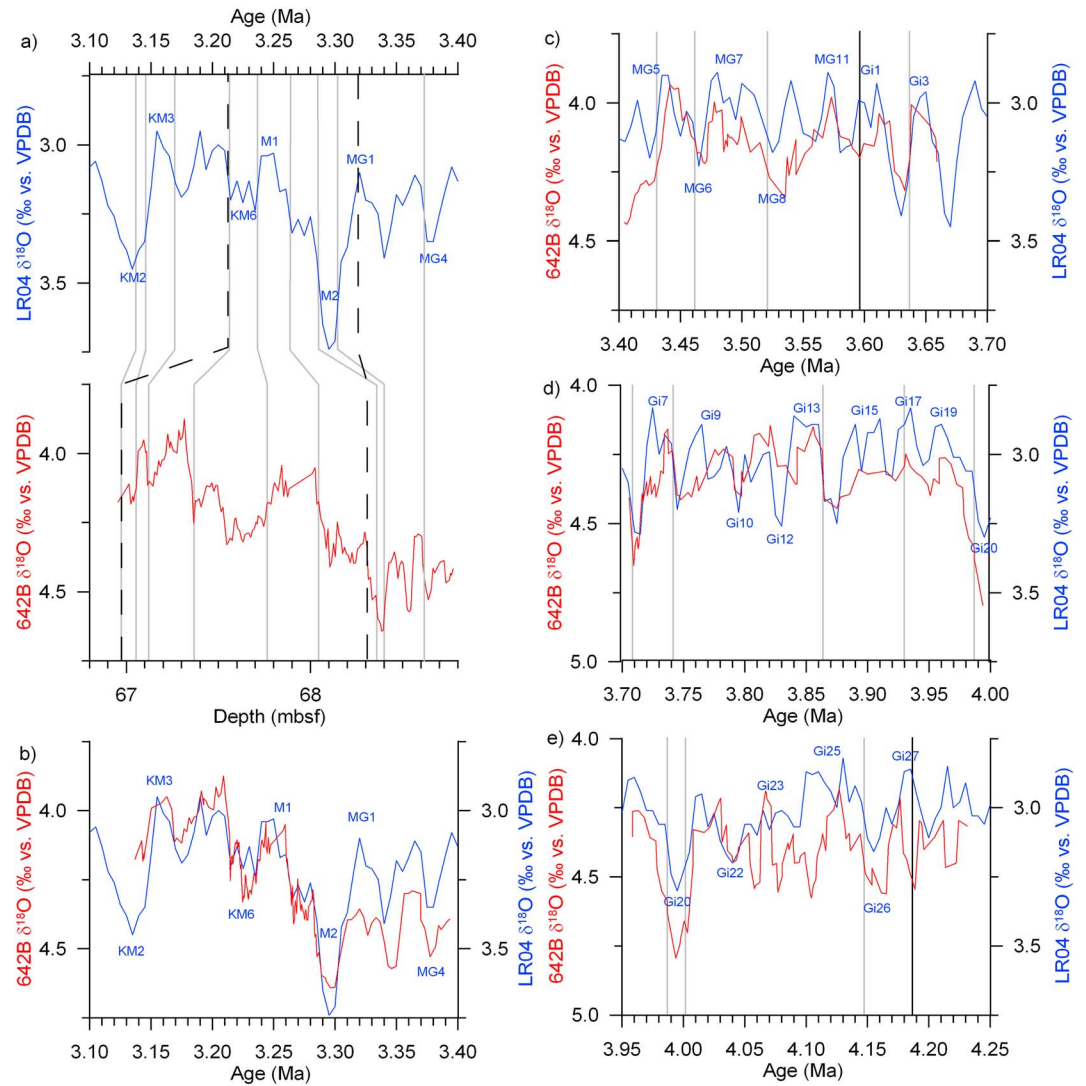 a)
Age (Ma)
3.10 3.15 3.20 3.25 3.30 3.35 3.40
LR04 δ18O (‰ vs. VPDB)
3.0
3.5
KM2
KM3
KM6
M1
M2
MG1
MG4
642B δ18O (‰ vs. VPDB)
4.0
4.5
67 68
Depth (mbsf)
b)
642B δ18O (‰ vs. VPDB)
4.0
4.5
KM2
KM3
KM6
M1
M2
MG1
MG4
3.0
3.5
LR04 δ18O (‰ vs. VPDB)
3.10 3.15 3.20 3.25 3.30 3.35 3.40
Age (Ma)
c)
642B δ18O (‰ vs. VPDB)
4.0
4.5
MG5
MG6
MG7
MG8
MG11
Gi1
Gi3
3.0
3.5
LR04 δ18O (‰ vs. VPDB)
3.40 3.45 3.50 3.55 3.60 3.65 3.70
Age (Ma)
d)
642B δ18O (‰ vs. VPDB)
4.0
4.5
5.0
Gi7
Gi9
Gi10
Gi12
Gi13
Gi15
Gi17
Gi19
Gi20
3.0
3.5
LR04 δ18O (‰ vs. VPDB)
3.70 3.75 3.80 3.85 3.90 3.95 4.00
Age (Ma)
e)
642B δ18O (‰ vs. VPDB)
4.0
4.5
5.0
Gi20
Gi22
Gi23
Gi25
Gi26
Gi27
3.0
3.5
LR04 δ18O (‰ vs. VPDB)
3.95 4.00 4.05 4.10 4.15 4.20 4.25
Age (Ma)